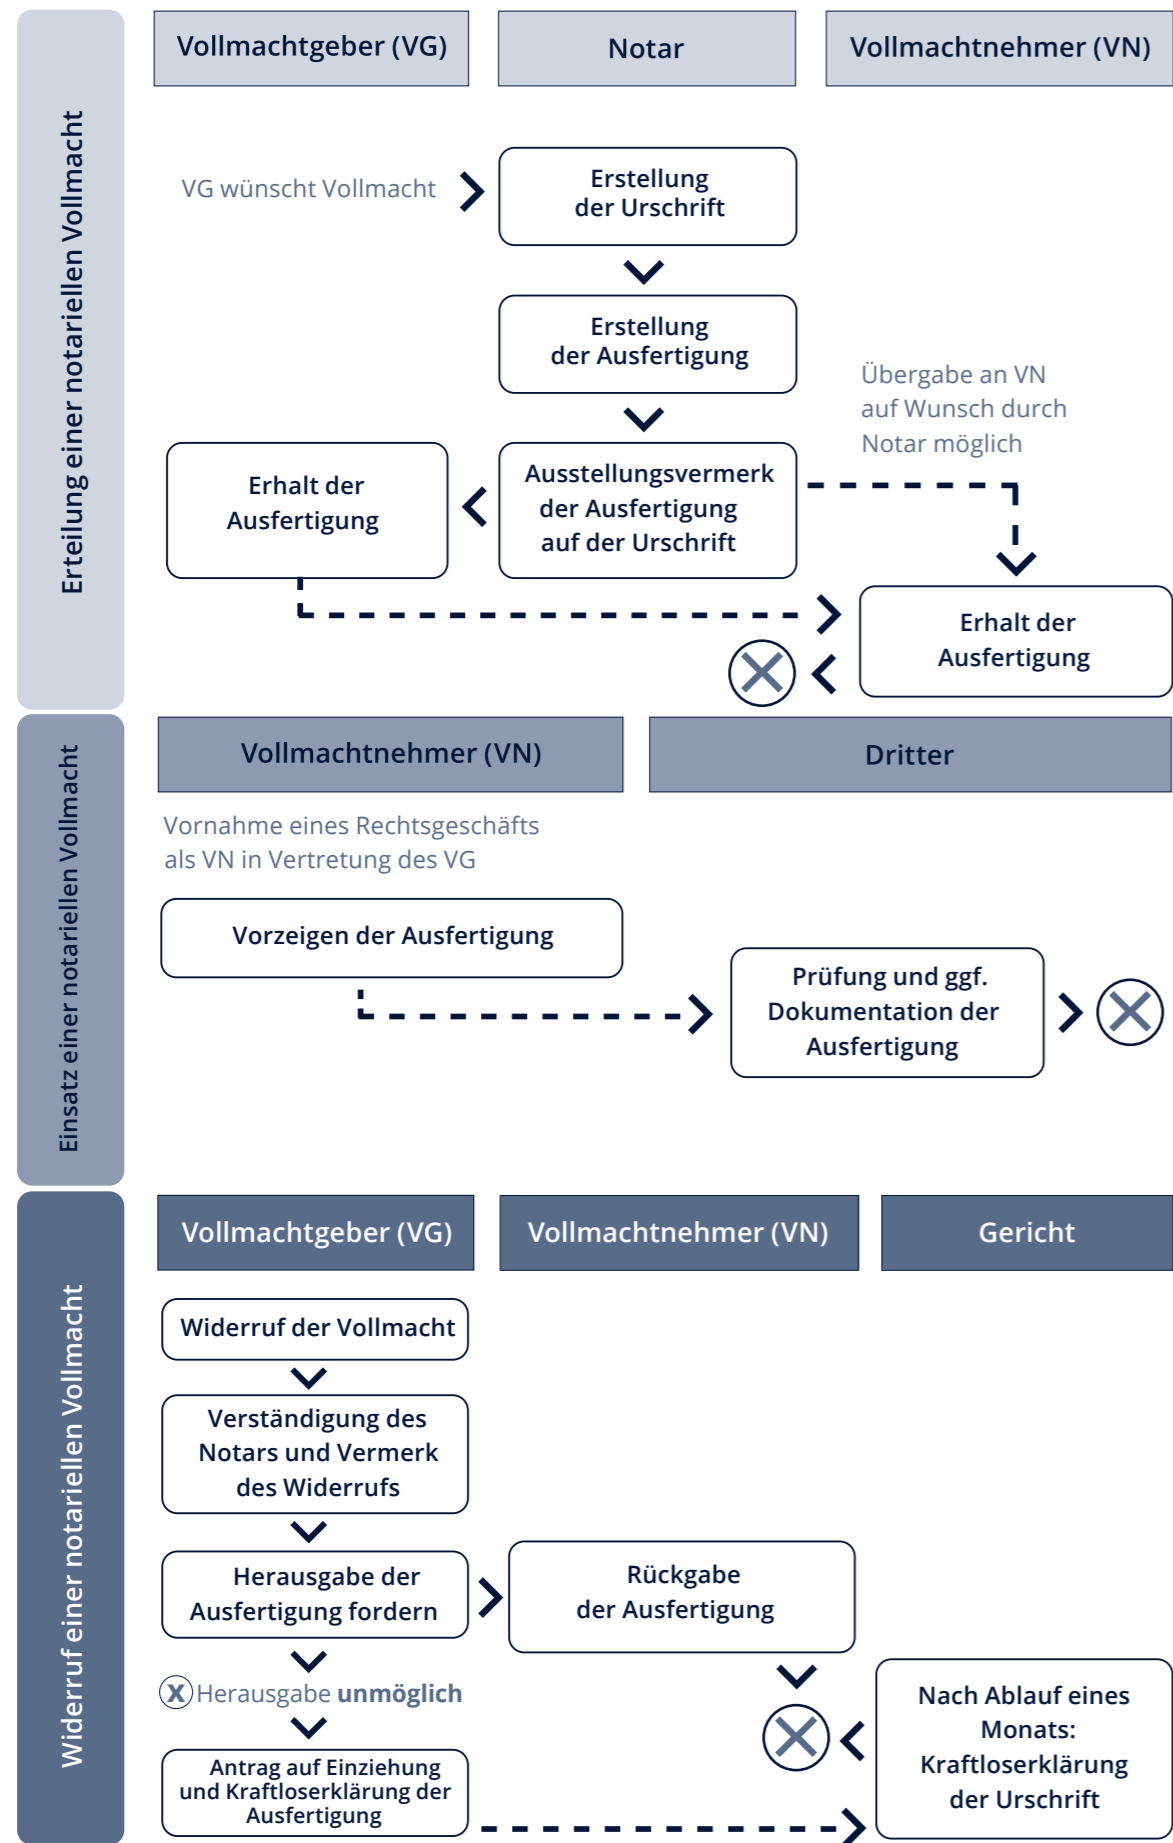 Erteilung einer notariellen Vollmacht
Vollmachtgeber (VG)
Notar
Vollmachtnehmer (VN)
VG wünscht Vollmacht
Erstellung
der Urschrift
Erstellung
der Ausfertigung
Übergabe an VN
auf Wunsch durch
Notar möglich
Erhalt der
Ausfertigung
Ausstellungsvermerk
der Ausfertigung
auf der Urschrift
Erhalt der
Ausfertigung
Einsatz einer notariellen Vollmacht
Vollmachtnehmer (VN)
Dritter
Vornahme eines Rechtsgeschäfts
als VN in Vertretung des VG
Vorzeigen der Ausfertigung
Prüfung und ggf.
Dokumentation der
Ausfertigung
Widerruf einer notariellen Vollmacht
Vollmachtgeber (VG)
Vollmachtnehmer (VN)
Gericht
Widerruf der Vollmacht
Verständigung des
Notars und Vermerk
des Widerrufs
Herausgabe der
Ausfertigung fordern
Rückgabe
der Ausfertigung
x Herausgabe unmöglich
Antrag auf Einziehung
und Kraftloserklärung der
Ausfertigung
Nach Ablauf eines
Monats:
Kraftloserklärung
der Urschrift